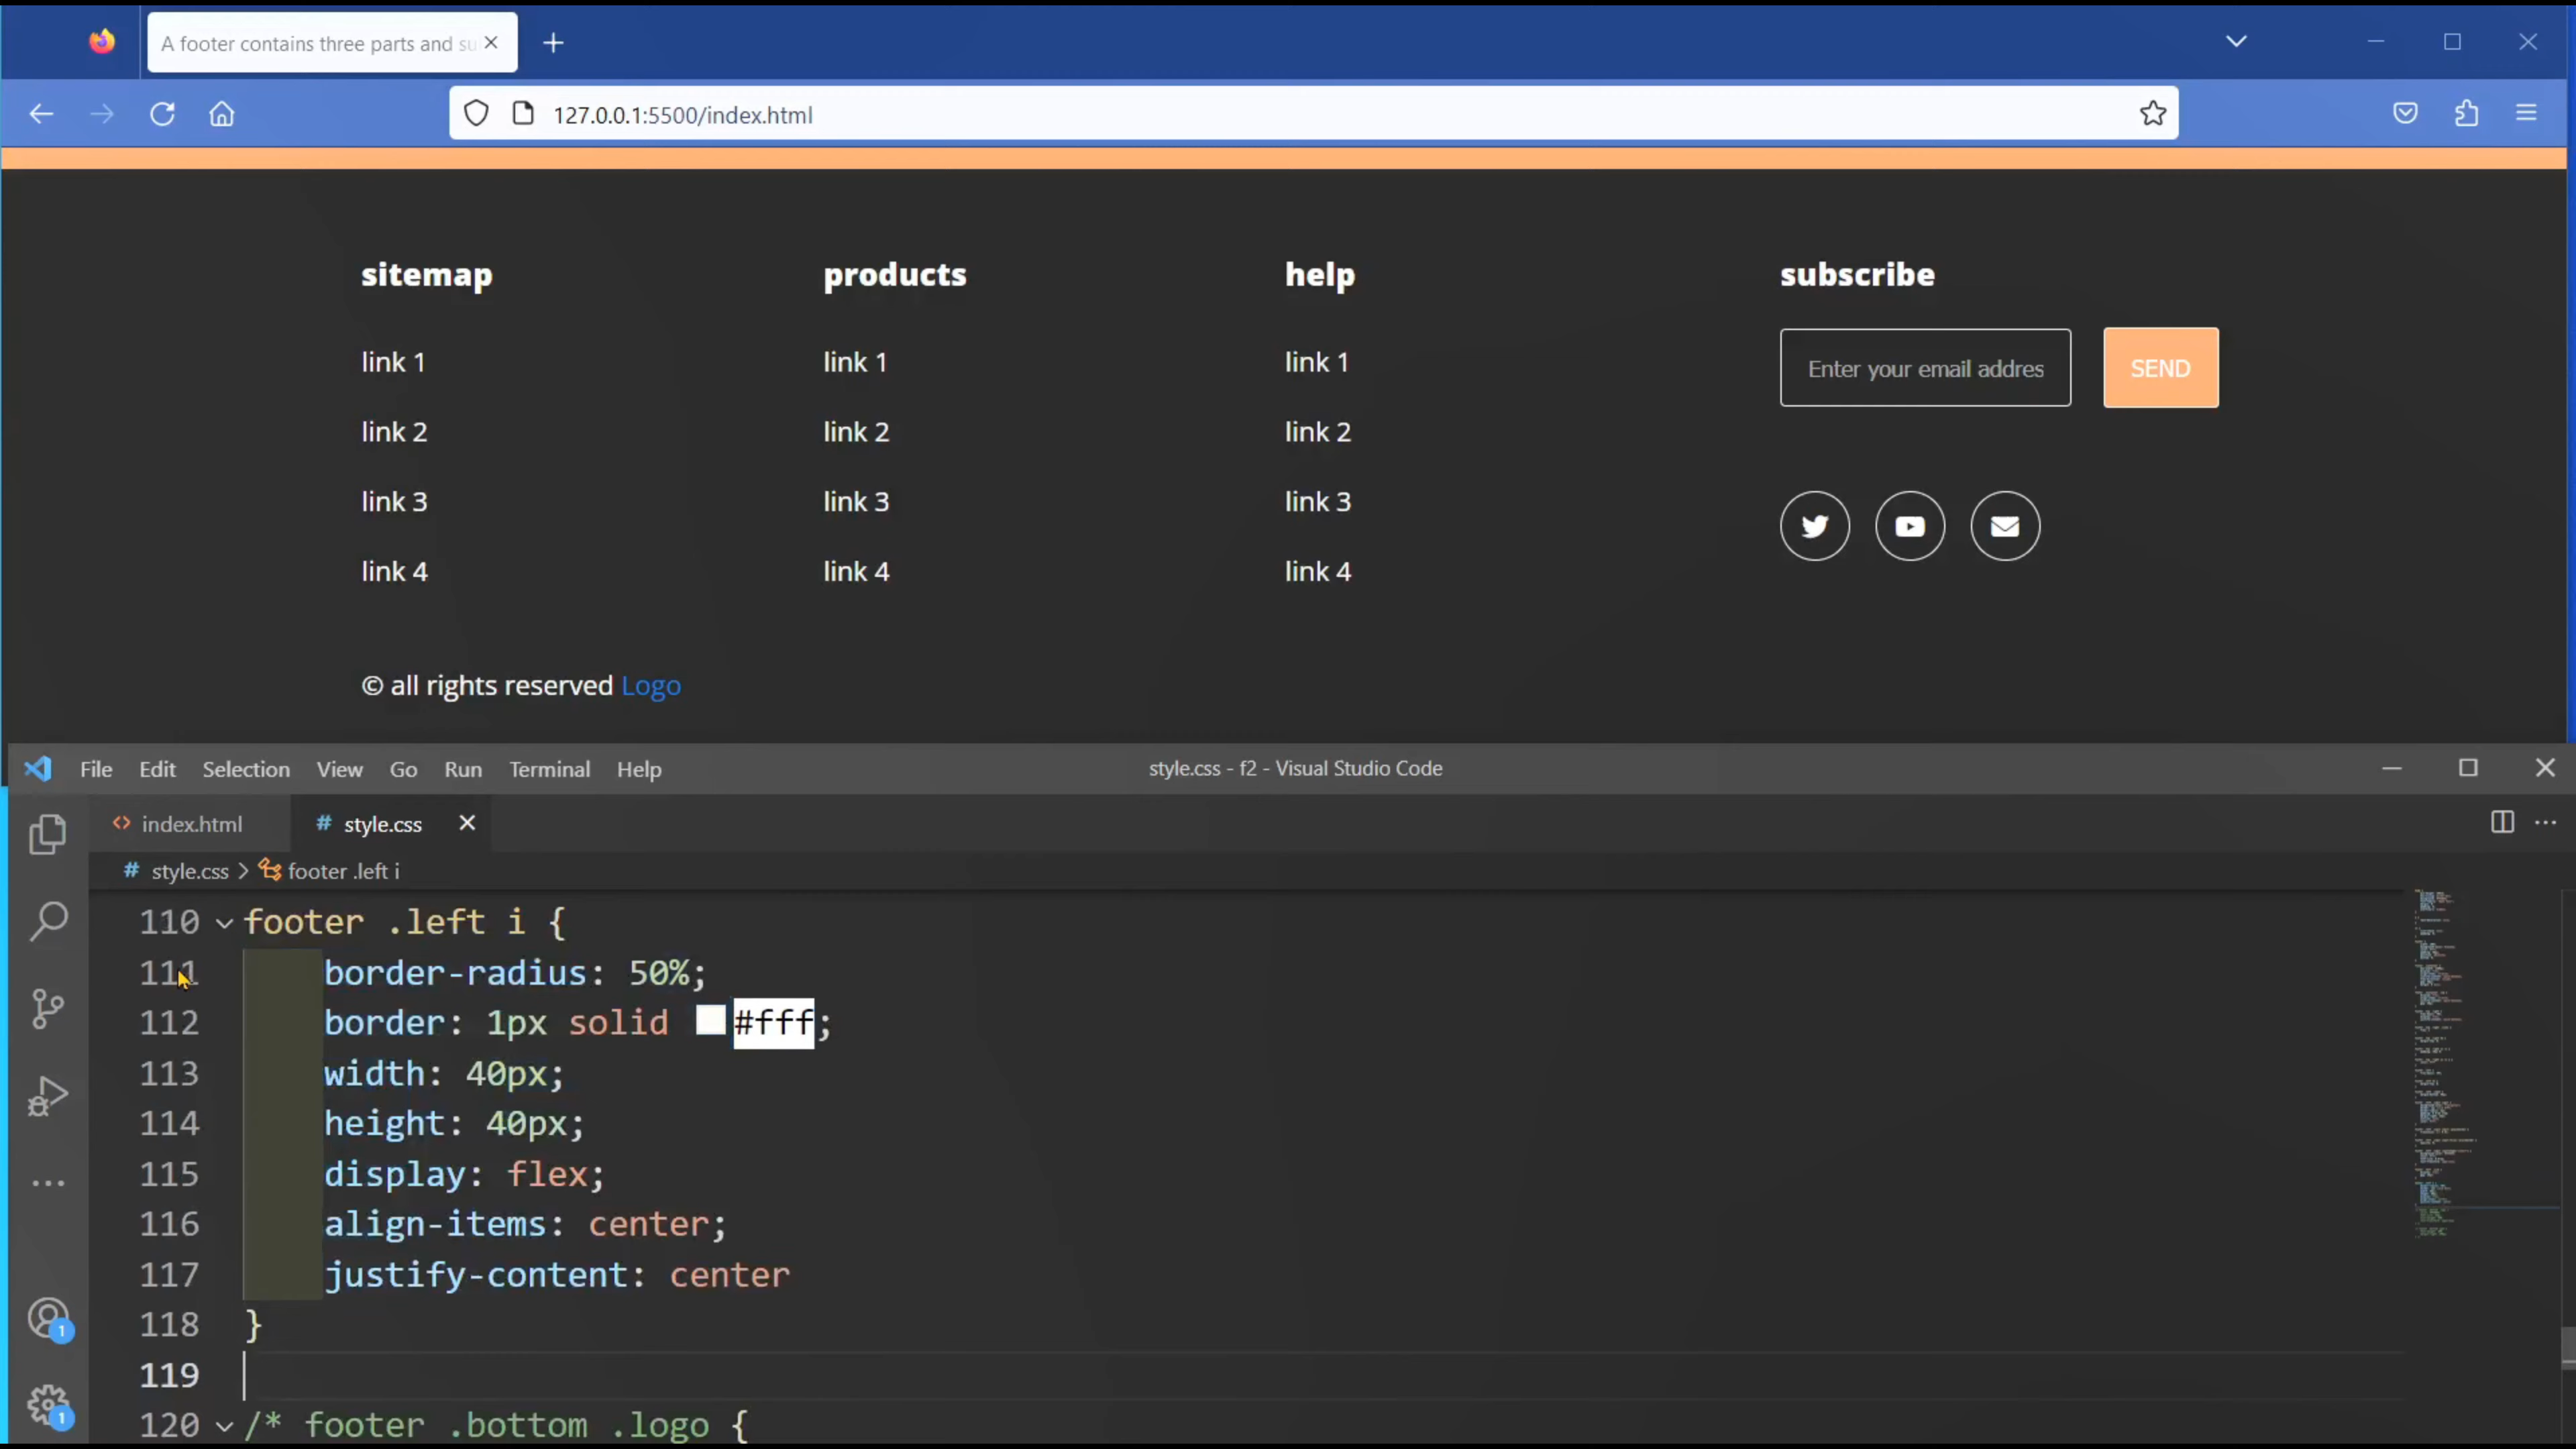 A footer contains three parts and su
127.0.0.1:5500/index.html
sitemap products help subscribe
link 1 link 1 link 1 Enter your email addres SEND
link 2 link 2 link 2
link 3 link 3 link 3
link 4 link 4 link 4
© all rights reserved Logo
File Edit Selection View Go Run Terminal Help style.css - f2 - Visual Studio Code
index.html # style.css
# style.css > footer .left i
110 footer .left i {
111 border-radius: 50%;
112 border: 1px solid #fff;
113 width: 40px;
114 height: 40px;
115 display: flex;
116 align-items: center;
117 justify-content: center
118 }
119
120 /* footer .bottom .logo {
1
1